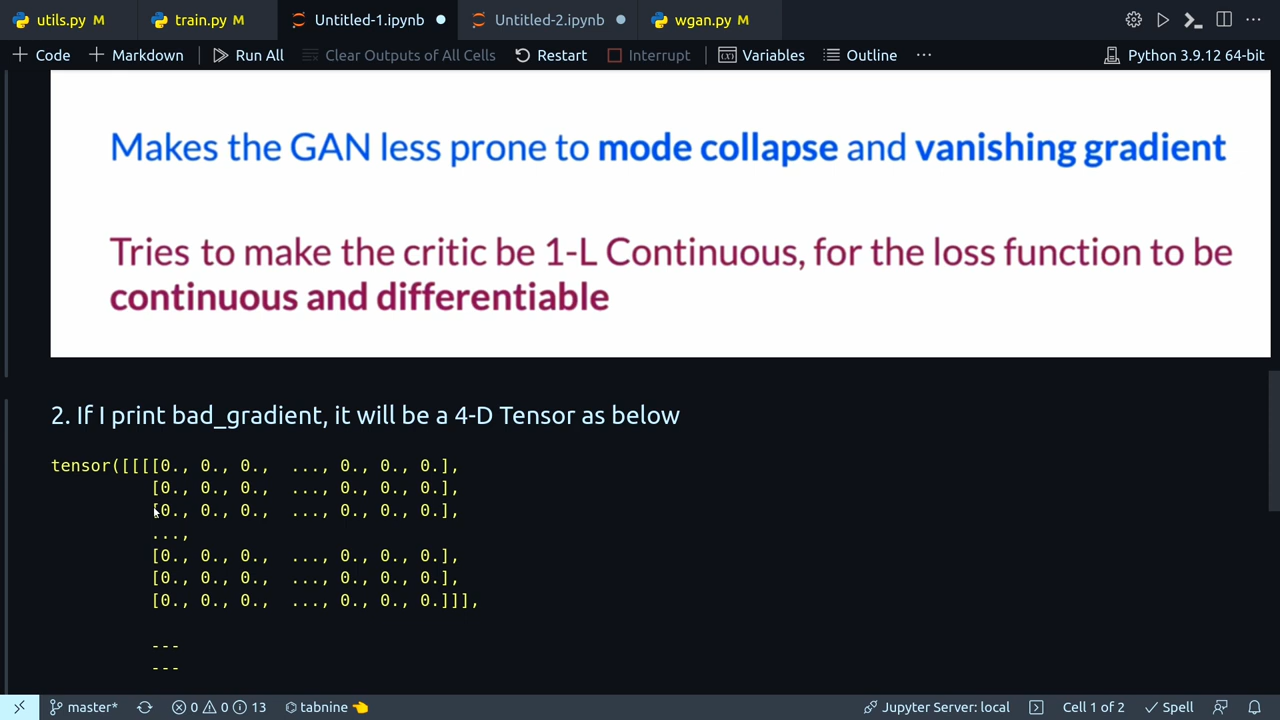 utils.py M train.py M Untitled-1.ipynb Untitled-2.ipynb wgan.py M
Code Markdown Run All Clear Outputs of All Cells Restart Interrupt Variables Outline ... Python 3.9.12 64-bit
Makes the GAN less prone to mode collapse and vanishing gradient
Tries to make the critic be 1-L Continuous, for the loss function to be
continuous and differentiable
2. If I print bad_gradient, it will be a 4-D Tensor as below
tensor([[[[0., 0., 0.,  ..., 0., 0., 0.],
[0., 0., 0.,  ..., 0., 0., 0.],
[0., 0., 0.,  ..., 0., 0., 0.],
...,
[0., 0., 0.,  ..., 0., 0., 0.],
[0., 0., 0.,  ..., 0., 0., 0.],
[0., 0., 0.,  ..., 0., 0., 0.]]],
---
---
master* 0 0 13 tabnine Jupyter Server: local Cell 1 of 2 Spell